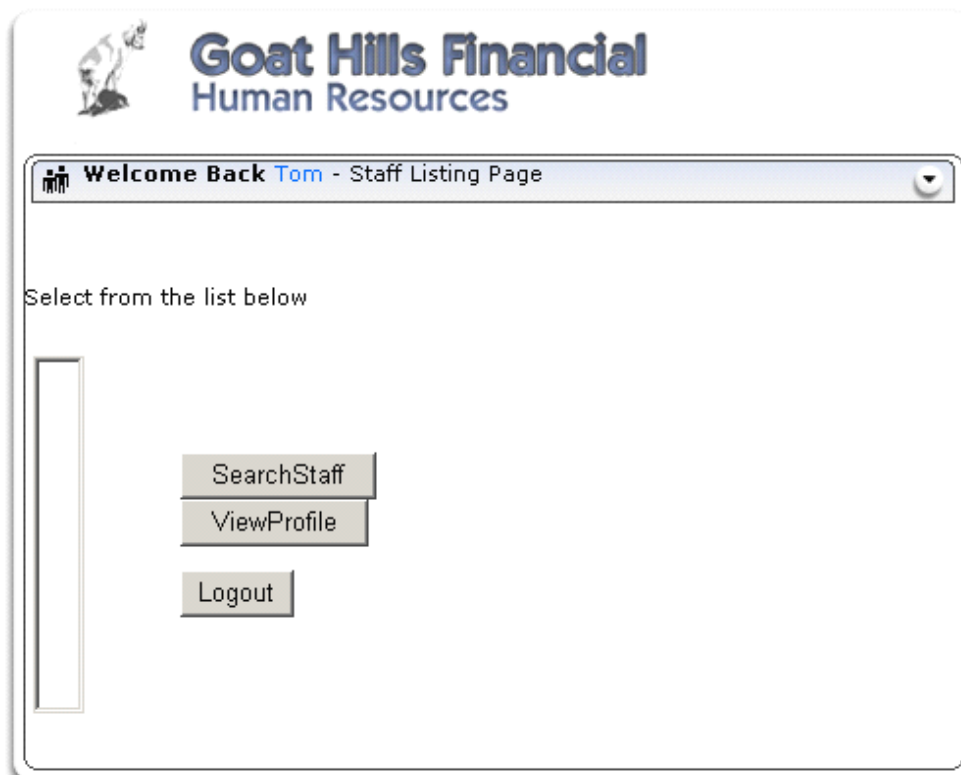 Goat Hills Financial
Human Resources
Welcome Back Tom - Staff Listing Page
Select from the list below
SearchStaff
ViewProfile
Logout